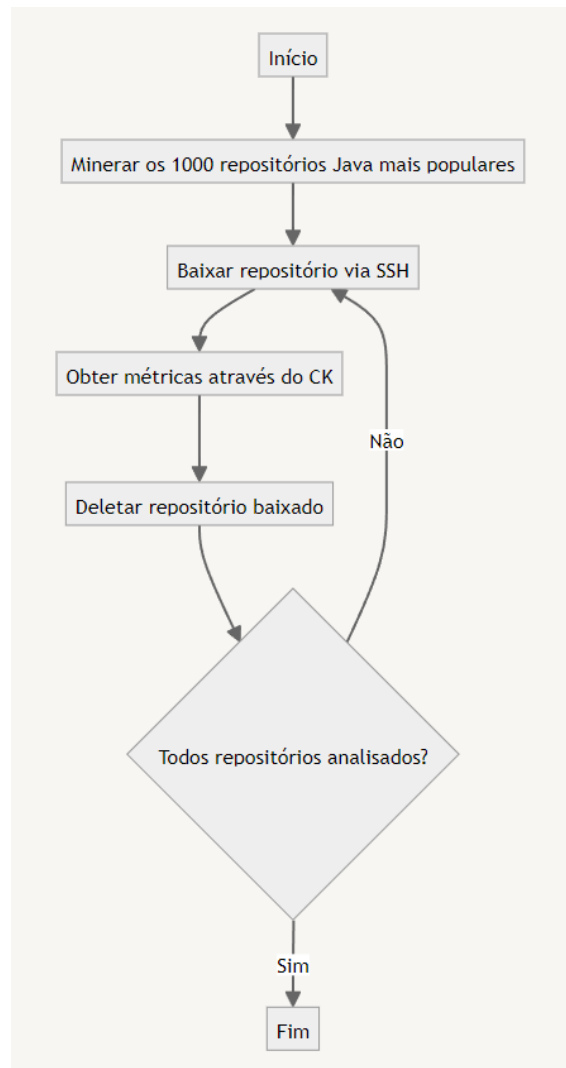 Início
Minerar os 1000 repositórios Java mais populares
Baixar repositório via SSH
Obter métricas através do CK
Não
Deletar repositório baixado
Todos repositórios analisados?
Sim
Fim